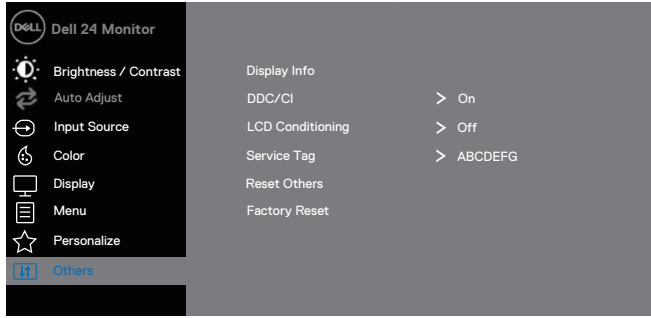 DELL Dell 24 Monitor
Brightness / Contrast
Display Info
Auto Adjust
DDC/CI > On
Input Source
LCD Conditioning > Off
Color
Service Tag > ABCDEFG
Display
Reset Others
Menu
Factory Reset
Personalize
Others